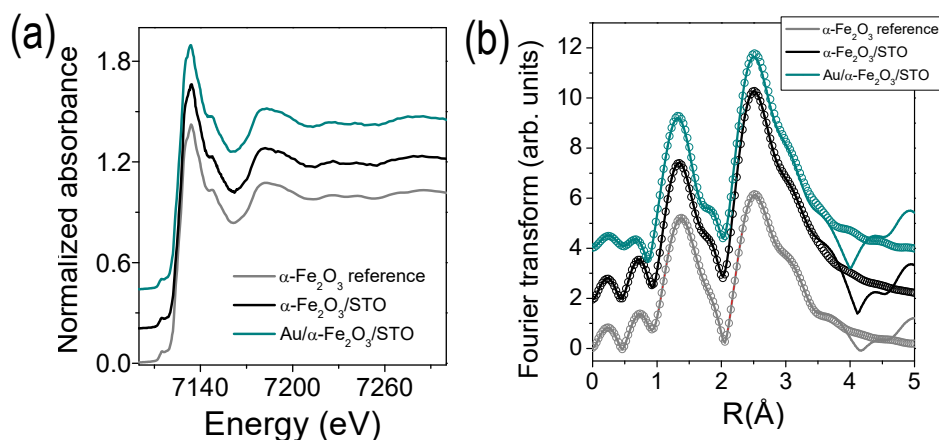 (a)
Normalized absorbance
1.8
1.2
0.6
0.0
α-Fe₂O₃ reference
α-Fe₂O₃/STO
Au/α-Fe₂O₃/STO
7140
7200
7260
Energy (eV)
(b)
Fourier transform (arb. units)
12
10
8
6
4
2
0
α-Fe₂O₃ reference
α-Fe₂O₃/STO
Au/α-Fe₂O₃/STO
0
1
2
3
4
5
R(Å)